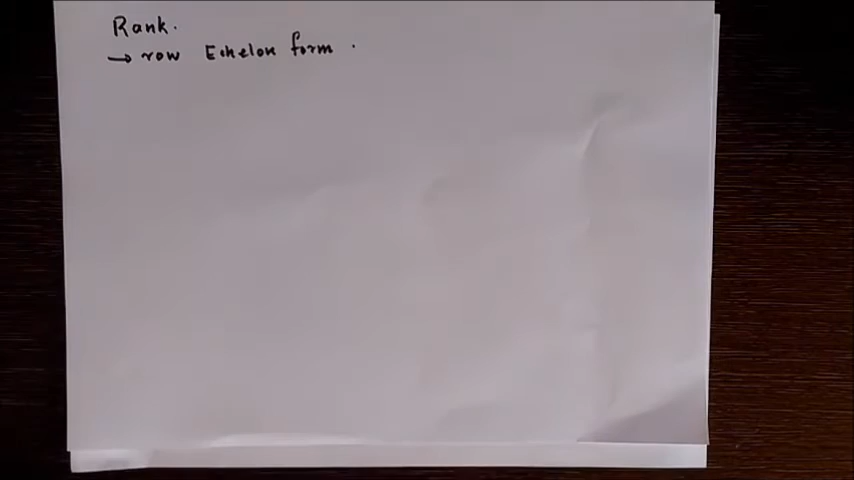 Rank.
→ row Echelon form .